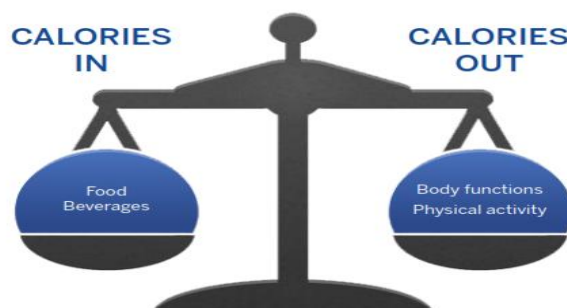 CALORIES
IN
Food
Beverages
CALORIES
OUT
Body functions
Physical activity